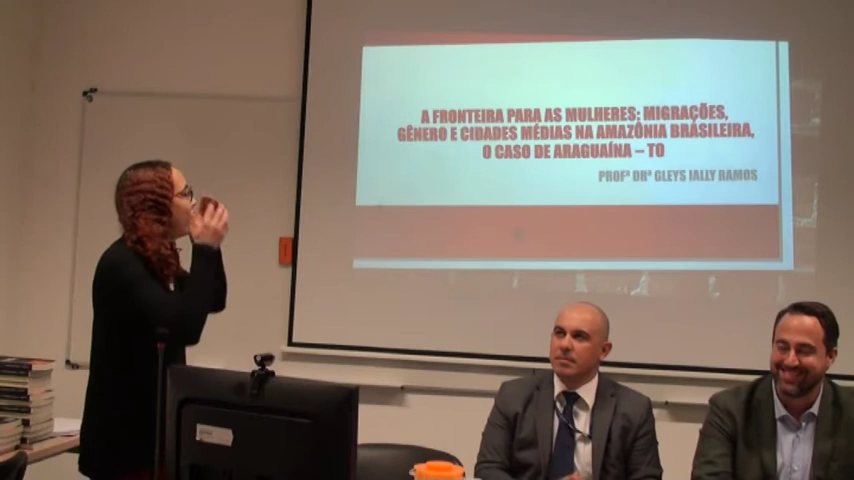 A FRONTEIRA PARA AS MULHERES: MIGRAÇÕES,
GÊNERO E CIDADES MÉDIAS NA AMAZÔNIA BRASILEIRA,
O CASO DE ARAGUAÍNA – TO
PROFª DRª GLEYS IALLY RAMOS